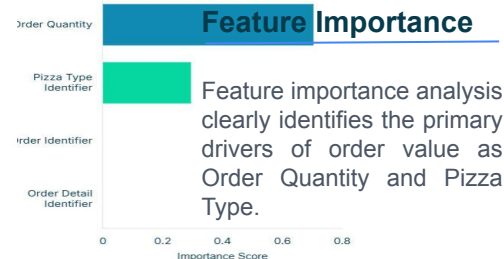 Feature Importance
Order Quantity
Pizza Type
Identifier
Order Identifier
Order Detail
Identifier
0 0.2 0.4 0.6 0.8
Importance Score
Feature importance analysis
clearly identifies the primary
drivers of order value as
Order Quantity and Pizza
Type.